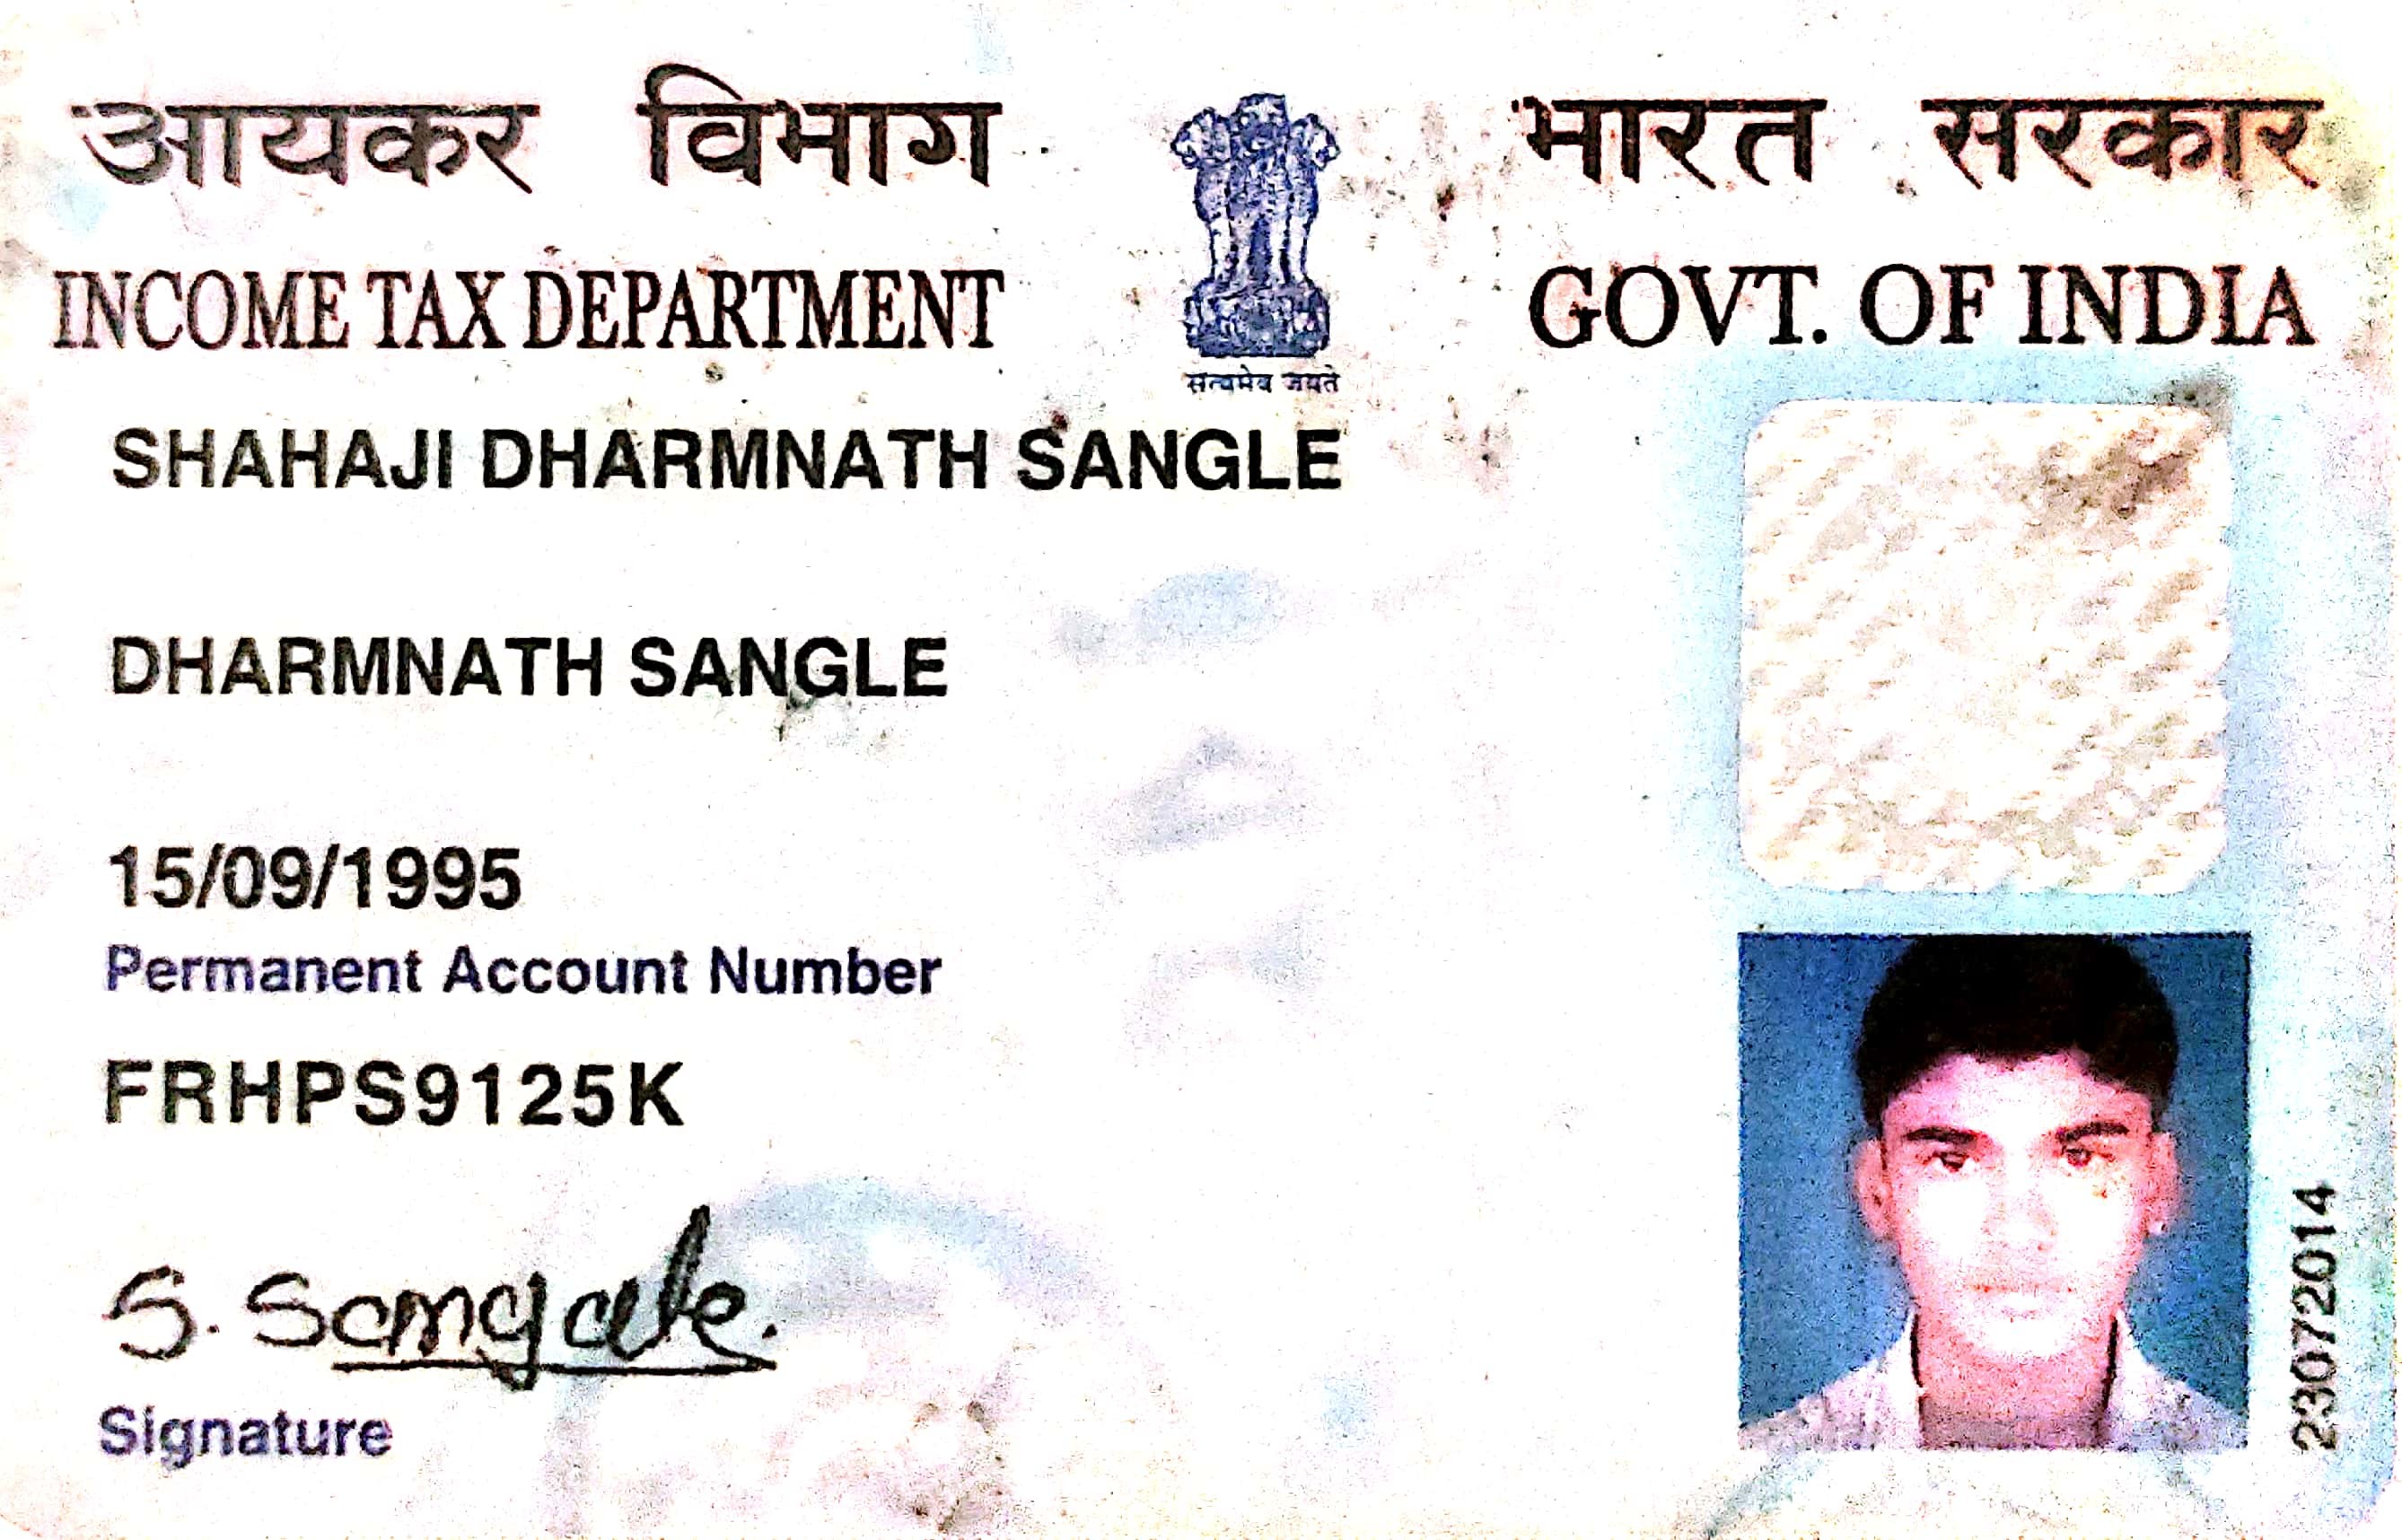 आयकर विभाग
INCOME TAX DEPARTMENT
सत्यमेव जयते
भारत सरकार
GOVT. OF INDIA
SHAHAJI DHARMNATH SANGLE
DHARMNATH SANGLE
15/09/1995
Permanent Account Number
FRHPS9125K
S. Sangale.
Signature
23072014